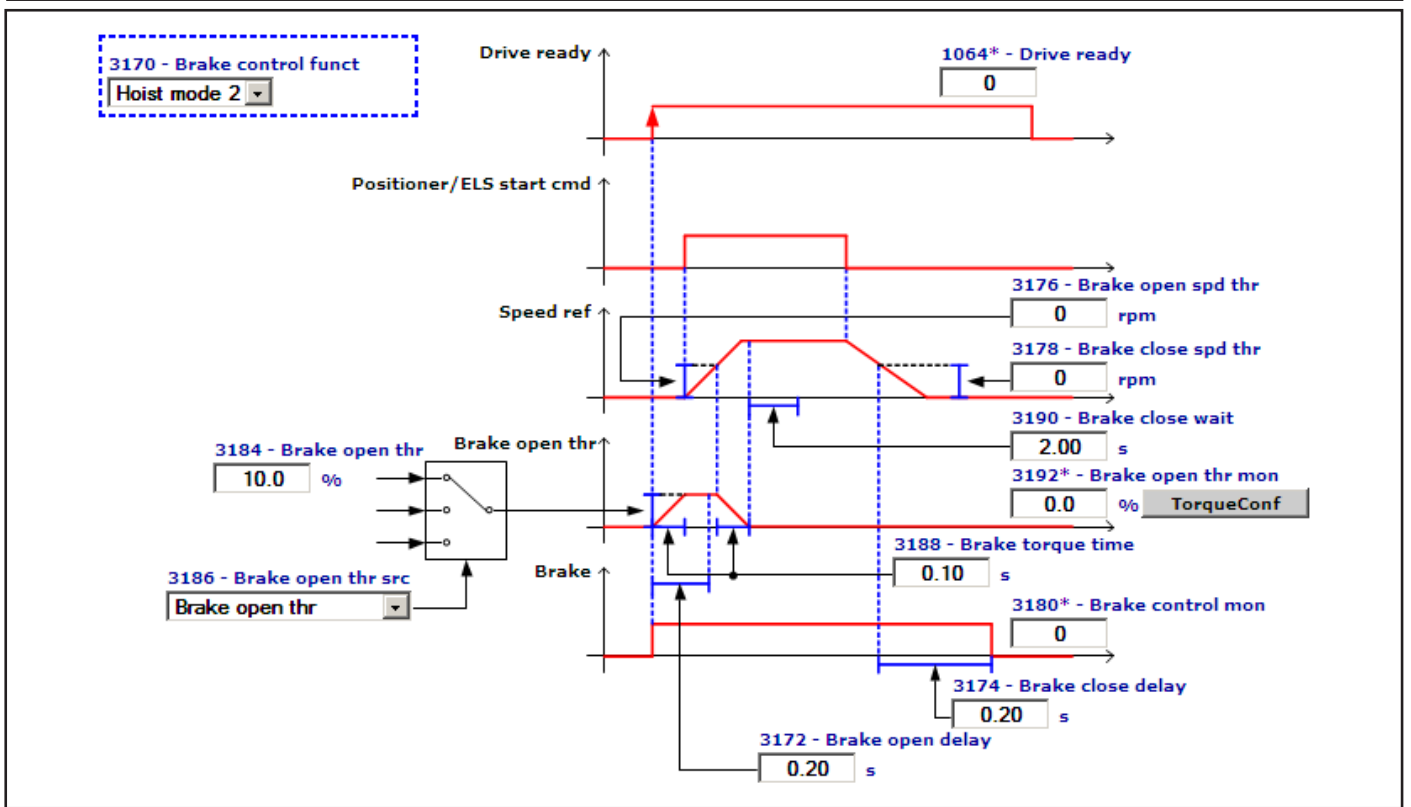 3170 - Brake control funct
Hoist mode 2
Drive ready
1064* - Drive ready
0
Positioner/ELS start cmd
Speed ref
3176 - Brake open spd thr
0 rpm
3178 - Brake close spd thr
0 rpm
3190 - Brake close wait
2.00 s
3184 - Brake open thr
10.0 %
Brake open thr
3192* - Brake open thr mon
0.0 % TorqueConf
3188 - Brake torque time
0.10 s
3186 - Brake open thr src
Brake open thr
Brake
3180* - Brake control mon
0
3174 - Brake close delay
0.20 s
3172 - Brake open delay
0.20 s